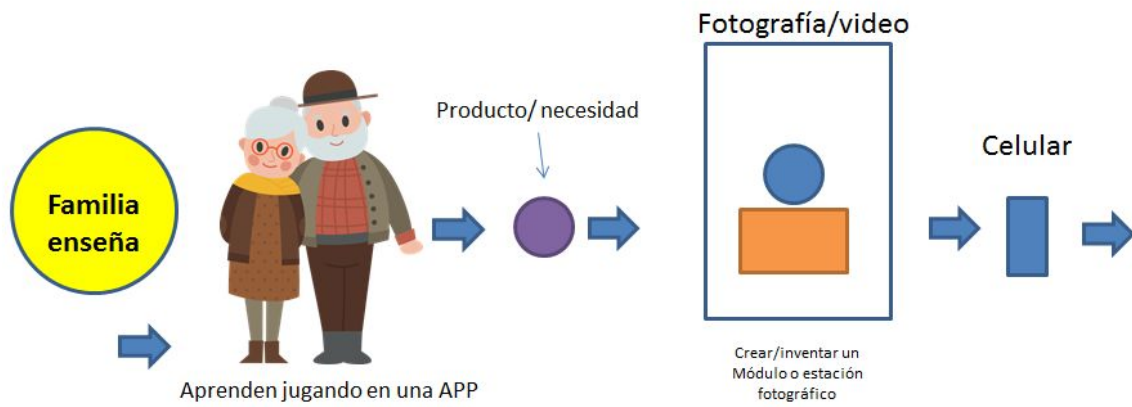 Fotografía/video
Producto/ necesidad
Celular
Familia
enseña
Crear/inventar un
Módulo o estación
fotográfico
Aprenden jugando en una APP